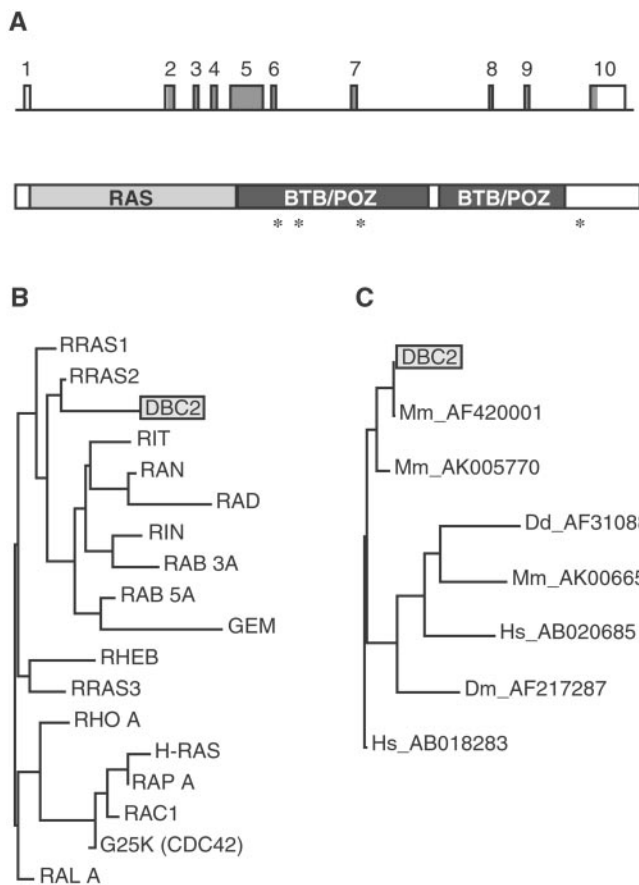 A
1 2 3 4 5 6 7 8 9 10
RAS BTB/POZ BTB/POZ
* * * *
B
C
RRAS1
RRAS2
DBC2
RIT
RAN
RAD
RIN
RAB 3A
RAB 5A
GEM
RHEB
RRAS3
RHO A
H-RAS
RAP A
RAC1
G25K (CDC42)
RAL A
DBC2
Mm_AF420001
Mm_AK005770
Dd_AF31088
Mm_AK00665
Hs_AB020685
Dm_AF217287
Hs_AB018283